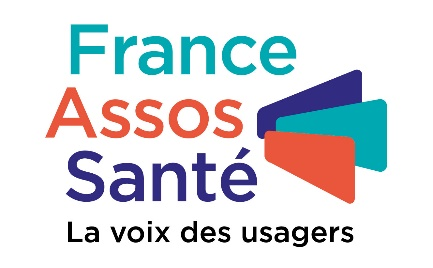 France
Assos
Santé
La voix des usagers